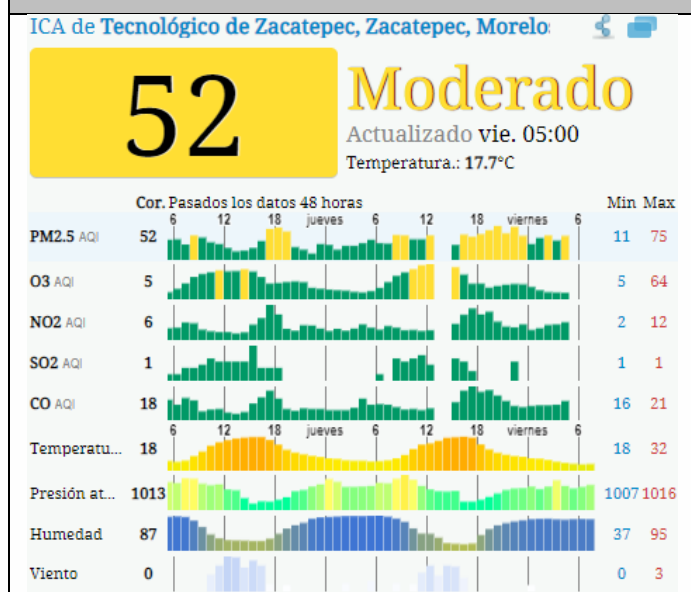 ICA de Tecnológico de Zacatepec, Zacatepec, Morelo
52
Moderado
Actualizado vie. 05:00
Temperatura.: 17.7°C
Cor. Pasados los datos 48 horas Min Max
6 12 18 jueves 6 12 18 viernes 6
PM2.5 AQI 52 11 75
O3 AQI 5 5 64
NO2 AQI 6 2 12
SO2 AQI 1 1 1
CO AQI 18 16 21
6 12 18 jueves 6 12 18 viernes 6
Temperatu... 18 18 32
Presión at... 1013 1007 1016
Humedad 87 37 95
Viento 0 0 3